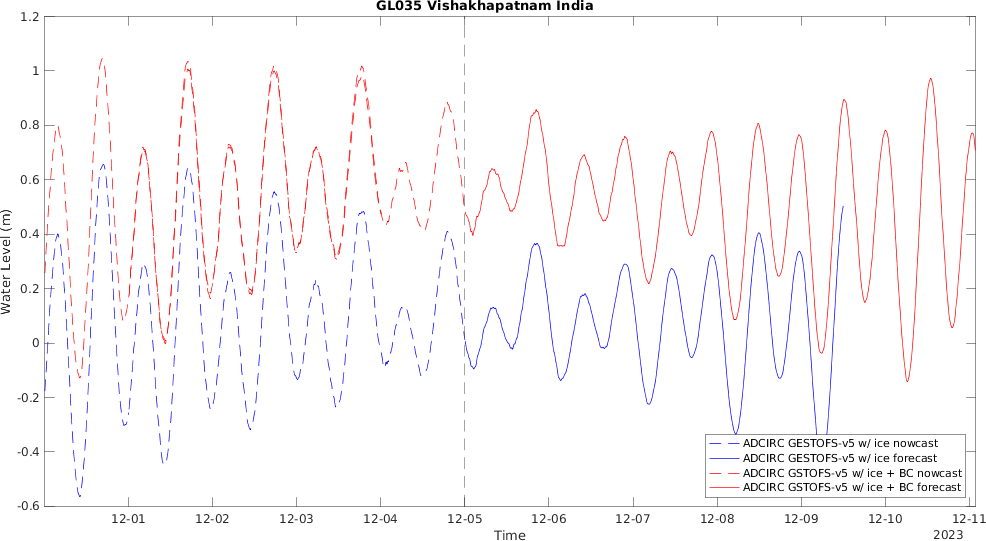 GL035 Vishakhapatnam India
1.2
1
0.8
0.6
0.4
0.2
0
-0.2
-0.4
-0.6
Water Level (m)
12-01 12-02 12-03 12-04 12-05 12-06 12-07 12-08 12-09 12-10 12-11
Time
2023
ADCIRC GESTOFS-v5 w/ ice nowcast
ADCIRC GESTOFS-v5 w/ ice forecast
ADCIRC GSTOFS-v5 w/ ice + BC nowcast
ADCIRC GSTOFS-v5 w/ ice + BC forecast